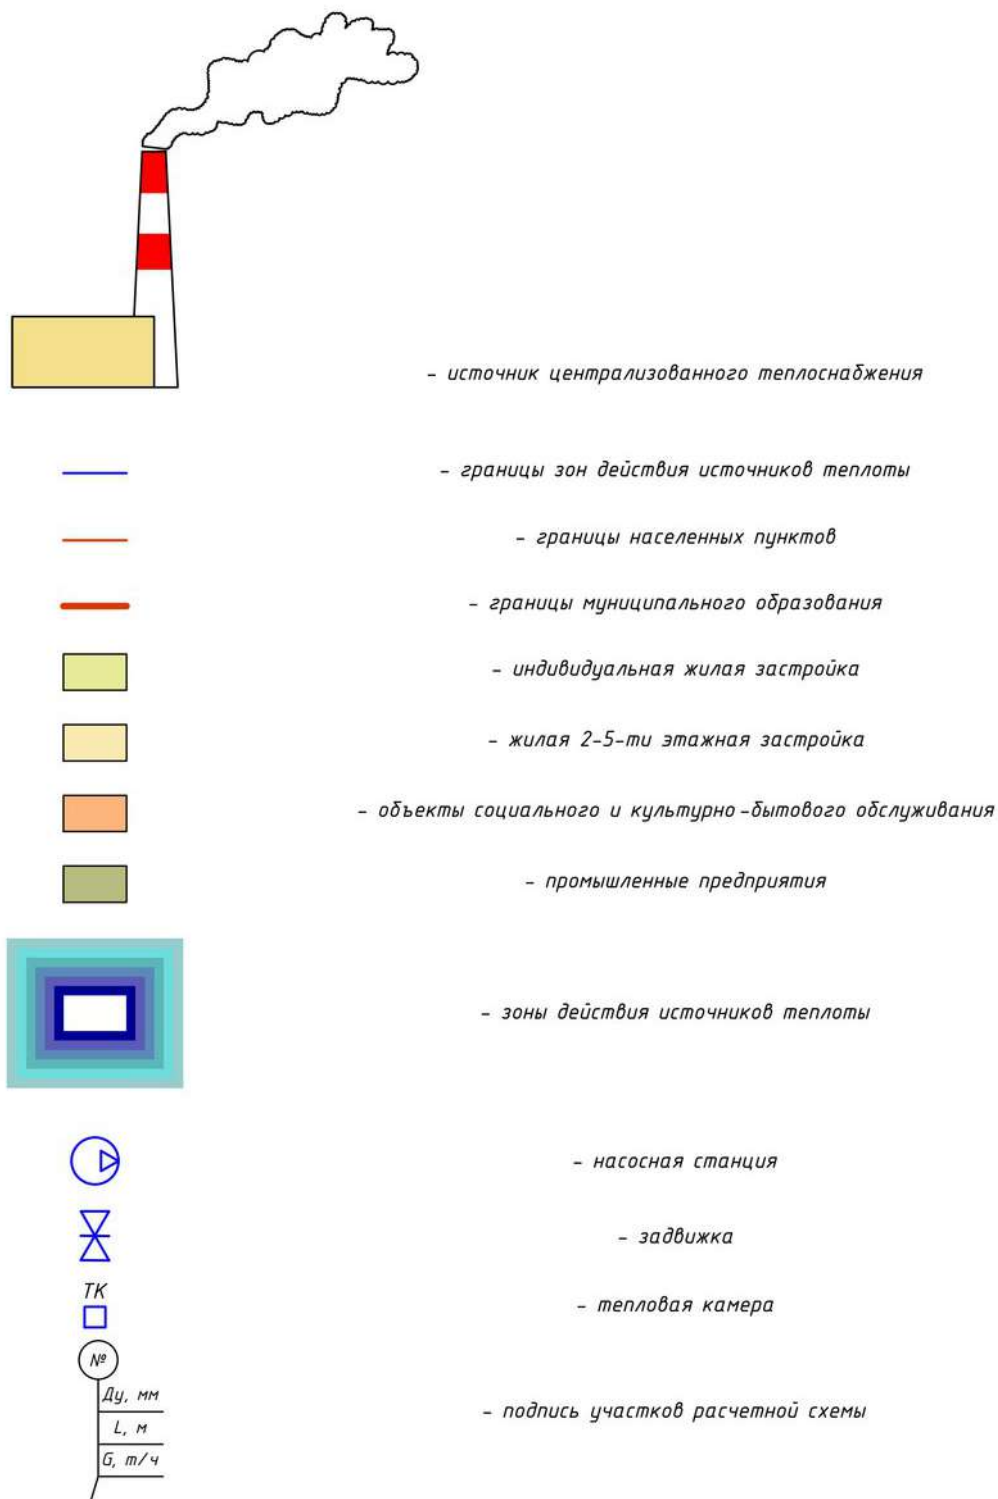 - источник централизованного теплоснабжения
- границы зон действия источников теплоты
- границы населенных пунктов
- границы муниципального образования
- индивидуальная жилая застройка
- жилая 2-5-ти этажная застройка
- объекты социального и культурно-бытового обслуживания
- промышленные предприятия
- зоны действия источников теплоты
- насосная станция
- задвижка
ТК
- тепловая камера
№
Ду, мм
L, м
G, т/ч
- подпись участков расчетной схемы